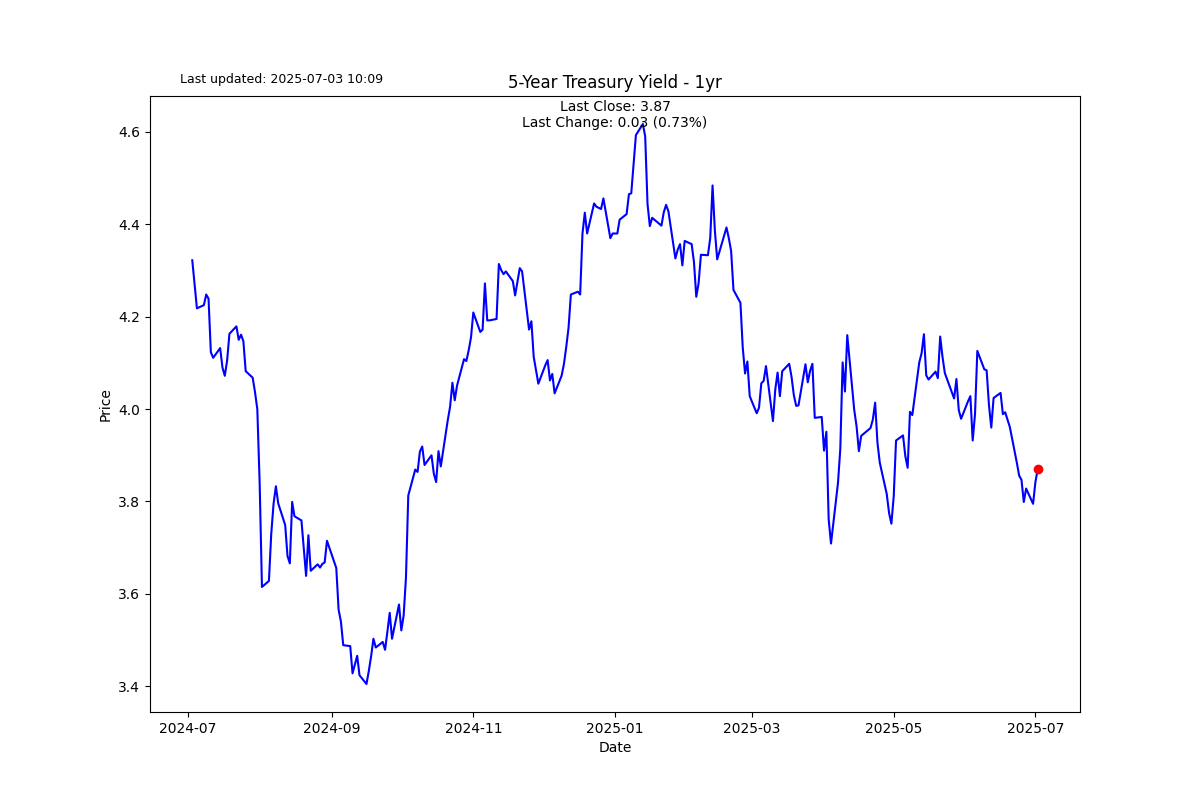 Last updated: 2025-07-03 10:09
5-Year Treasury Yield - 1yr
Last Close: 3.87
Last Change: 0.03 (0.73%)
4.6
4.4
4.2
4.0
3.8
3.6
3.4
Price
2024-07 2024-09 2024-11 2025-01 2025-03 2025-05 2025-07
Date